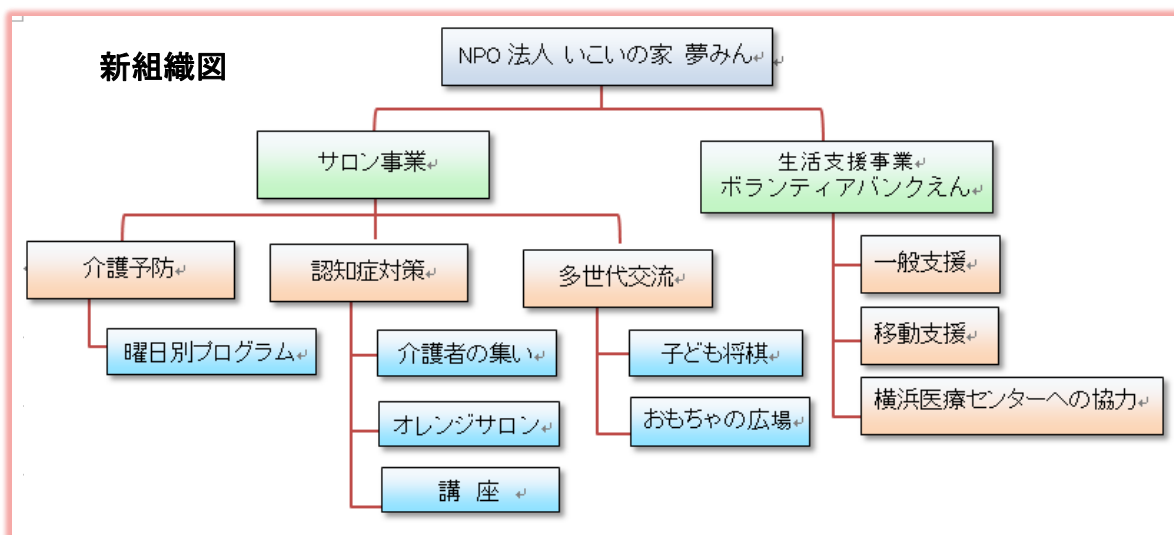 新組織図
NPO 法人 いこいの家 夢みん
サロン事業
生活支援事業
ボランティアバンクえん
介護予防
認知症対策
多世代交流
一般支援
曜日別プログラム
介護者の集い
子ども将棋
移動支援
オレンジサロン
おもちゃの広場
横浜医療センターへの協力
講 座